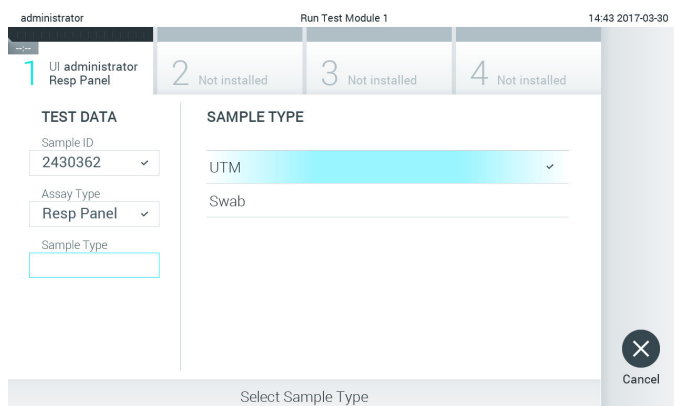 administrator Run Test Module 1 14:43 2017-03-30
--:--
1 UI administrator
Resp Panel
2 Not installed
3 Not installed
4 Not installed
TEST DATA
Sample ID
2430362
Assay Type
Resp Panel
Sample Type
SAMPLE TYPE
UTM
Swab
Cancel
Select Sample Type